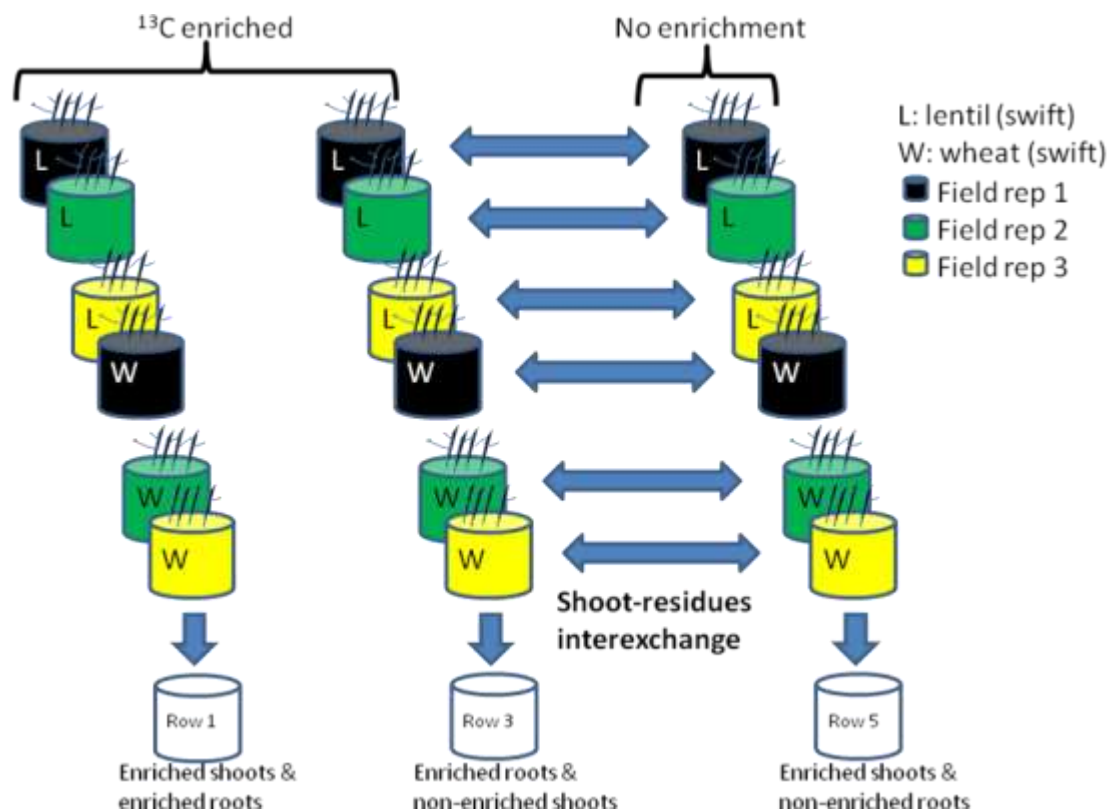 ¹³C enriched
No enrichment
L: lentil (swift)
W: wheat (swift)
Field rep 1
Field rep 2
Field rep 3
L
L
L
L
L
L
L
L
L
W
W
W
W
W
W
W
W
W
Shoot-residues
interexchange
Row 1
Row 3
Row 5
Enriched shoots &
enriched roots
Enriched roots &
non-enriched shoots
Enriched shoots &
non-enriched roots